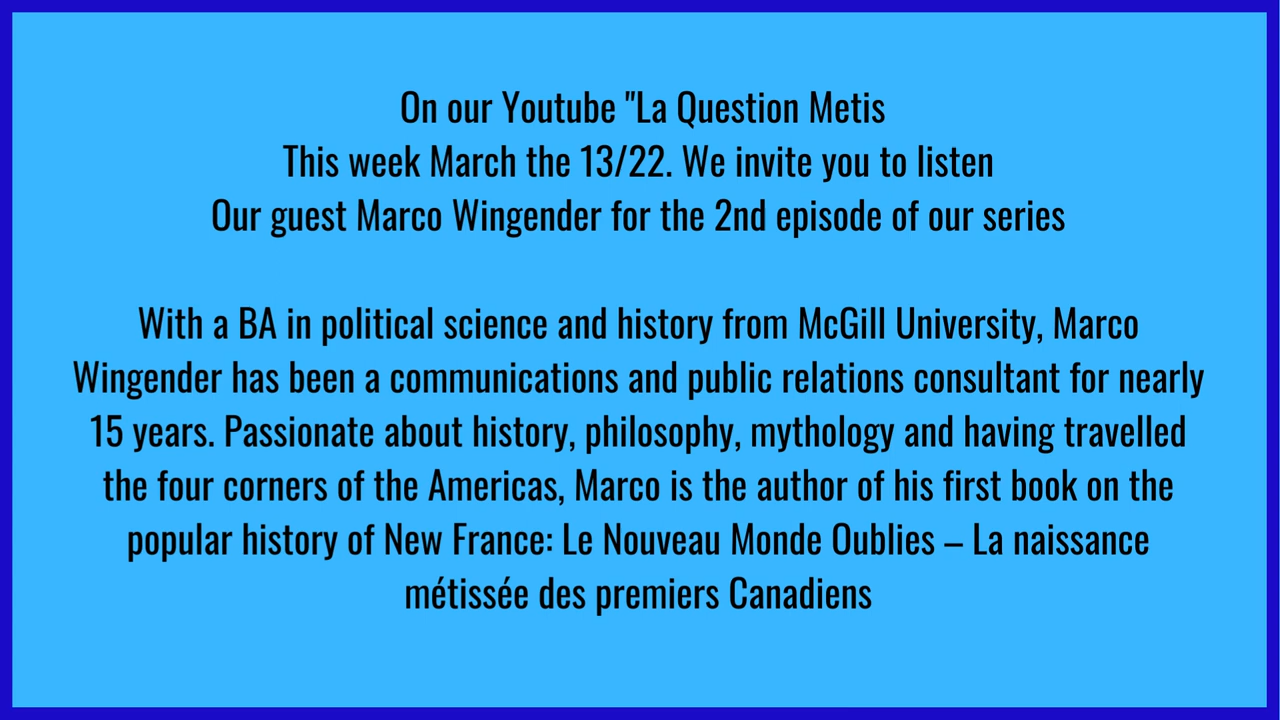 On our Youtube "La Question Metis
This week March the 13/22. We invite you to listen
Our guest Marco Wingender for the 2nd episode of our series
With a BA in political science and history from McGill University, Marco
Wingender has been a communications and public relations consultant for nearly
15 years. Passionate about history, philosophy, mythology and having travelled
the four corners of the Americas, Marco is the author of his first book on the
popular history of New France: Le Nouveau Monde Oublies – La naissance
métissée des premiers Canadiens